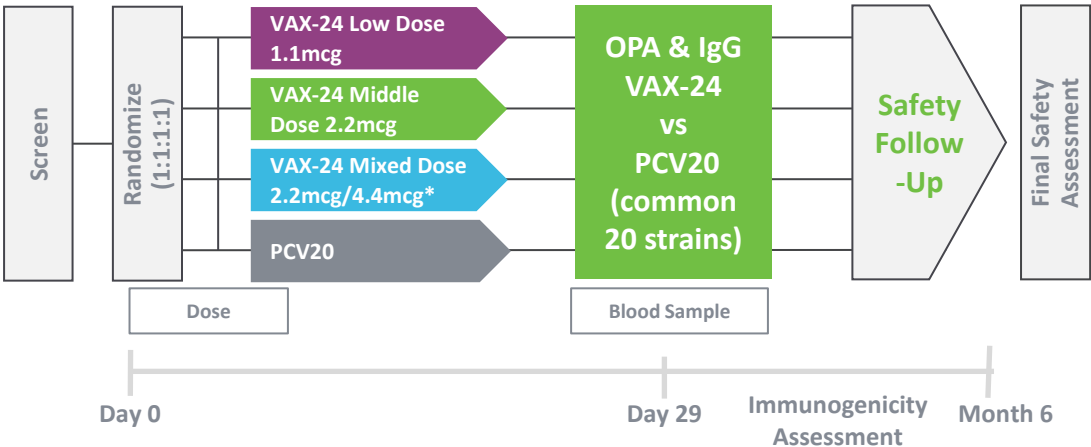 Screen
Randomize
(1:1:1:1)
VAX-24 Low Dose
1.1mcg
VAX-24 Middle
Dose 2.2mcg
VAX-24 Mixed Dose
2.2mcg/4.4mcg*
PCV20
OPA & IgG
VAX-24
vs
PCV20
(common
20 strains)
Safety
Follow
-Up
Final Safety
Assessment
Dose
Blood Sample
Day 0
Day 29
Immunogenicity
Assessment
Month 6